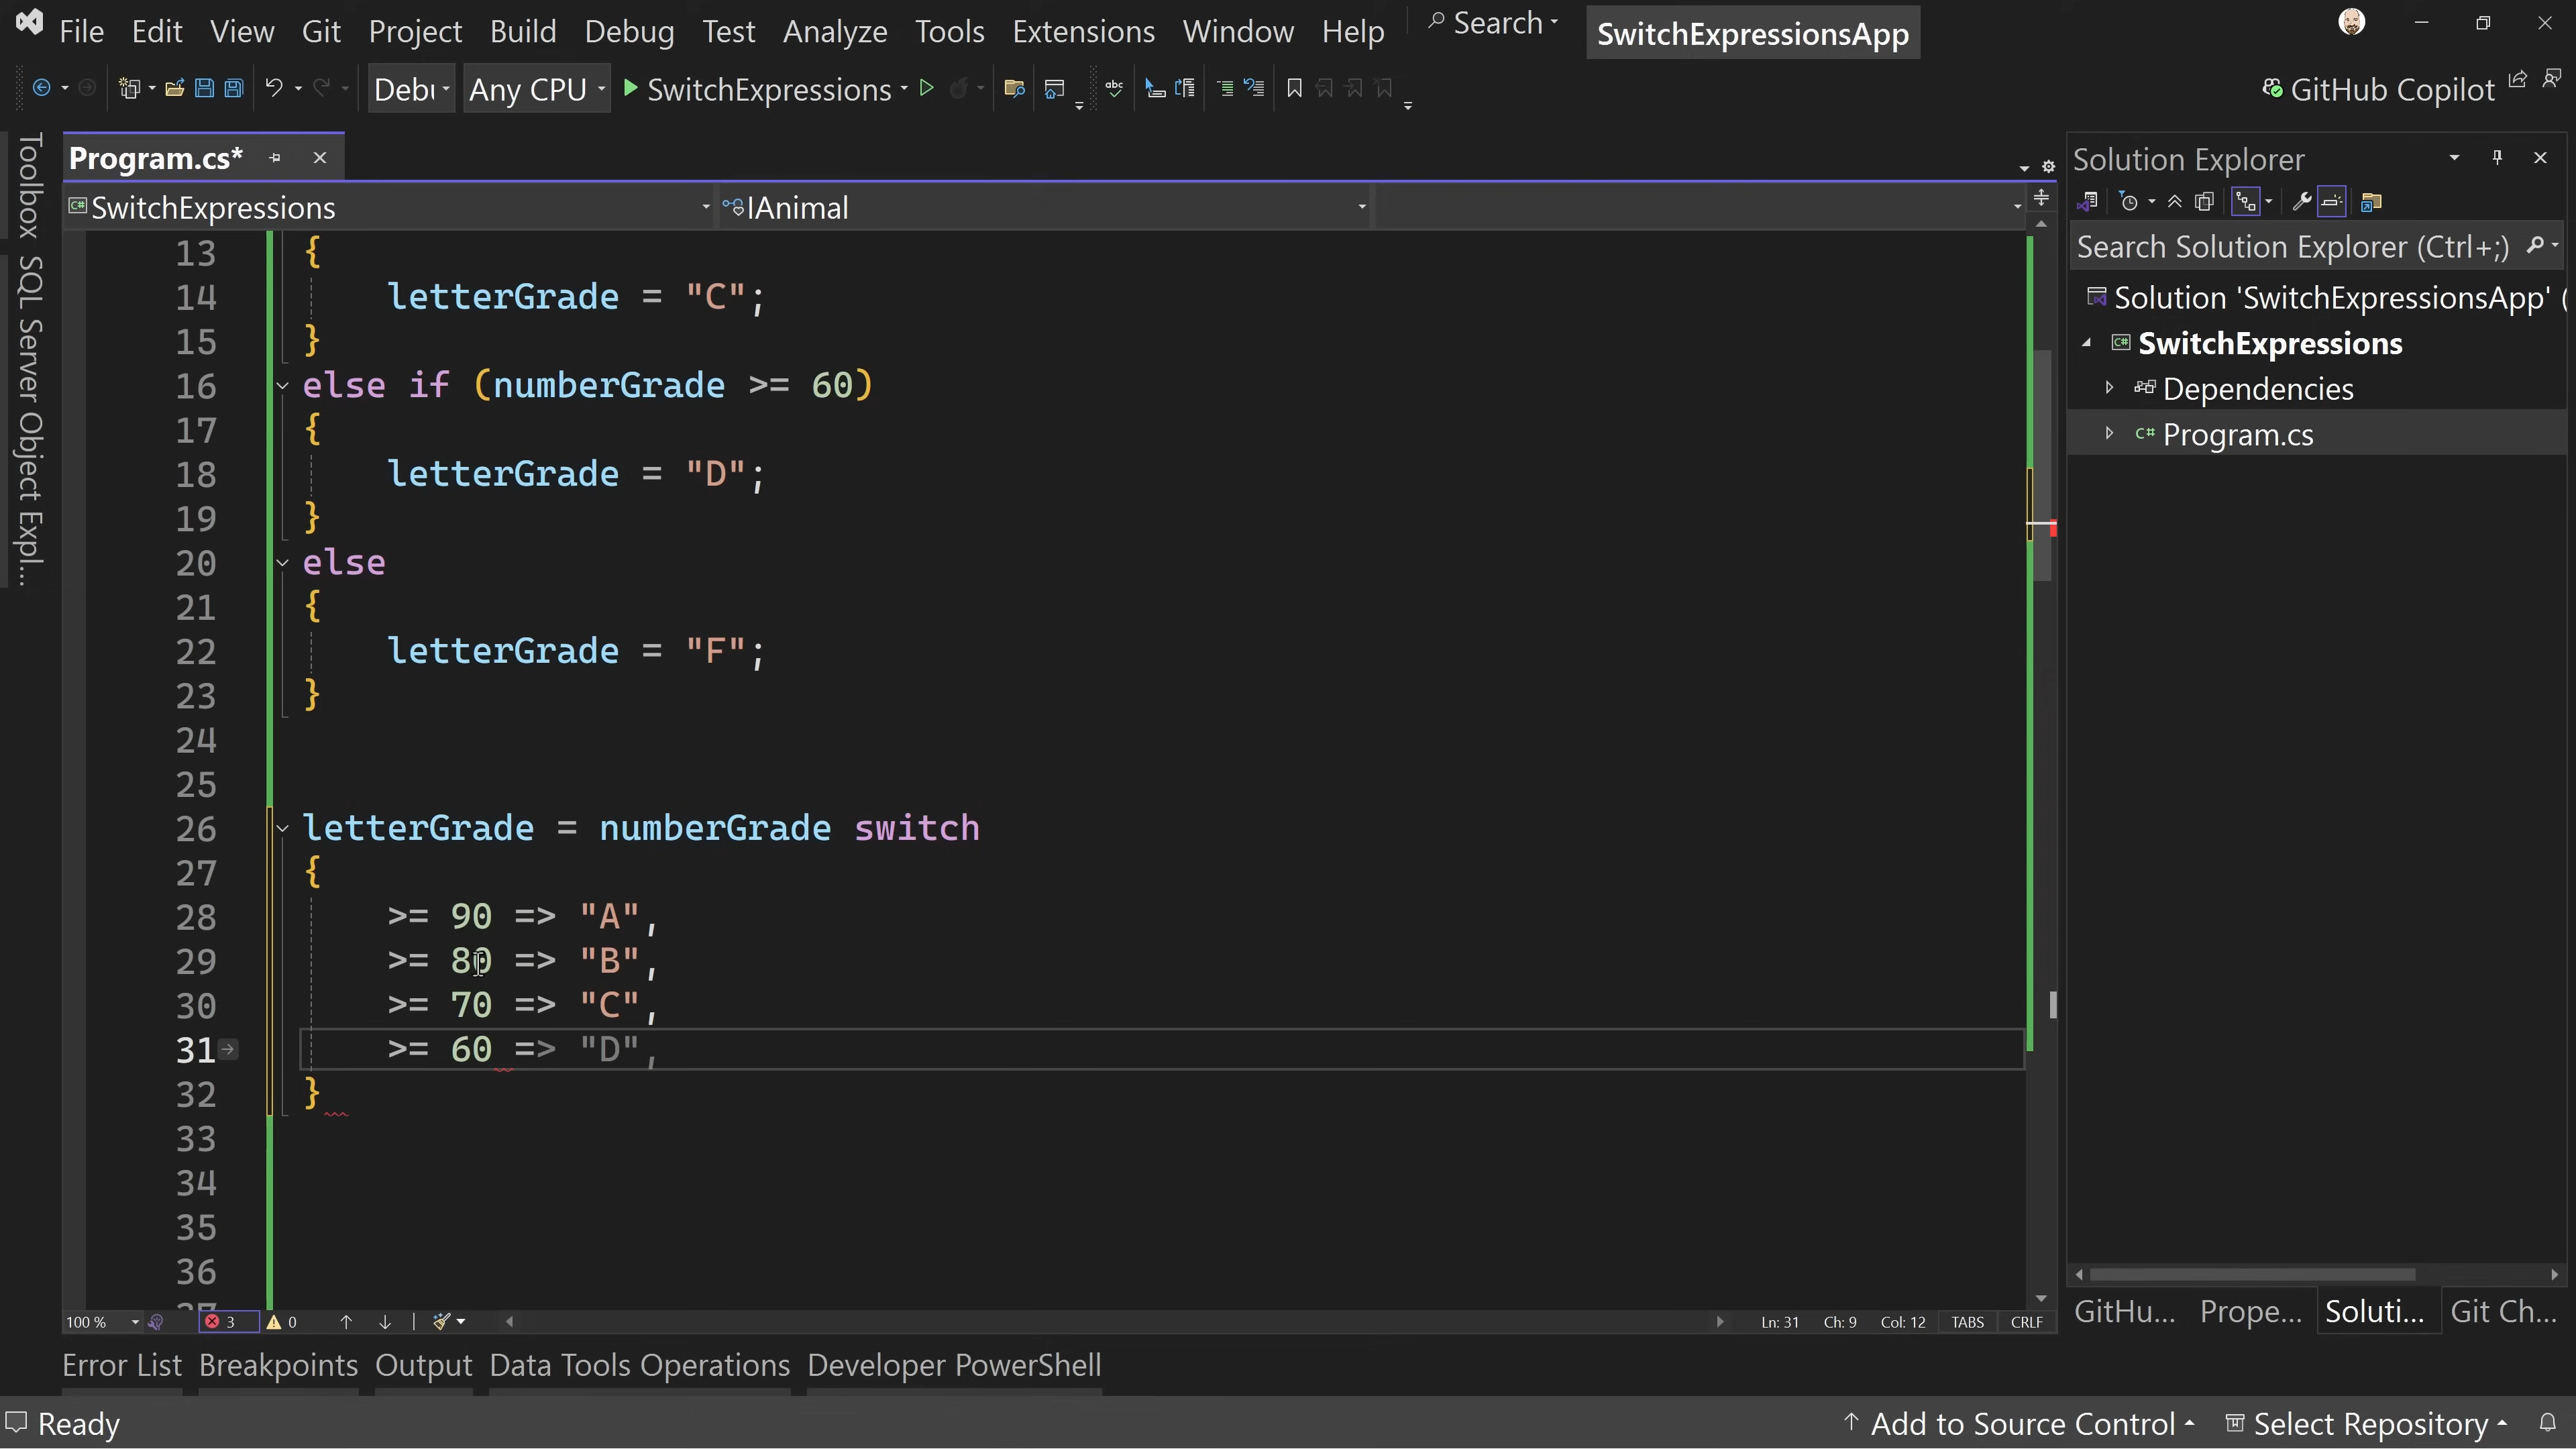 File Edit View Git Project Build Debug Test Analyze Tools Extensions Window Help Search SwitchExpressionsApp
Debu Any CPU SwitchExpressions abc GitHub Copilot
Toolbox
SQL Server Object Expl...
Program.cs*
C# SwitchExpressions IAnimal
13 {
14 letterGrade = "C";
15 }
16 else if (numberGrade >= 60)
17 {
18 letterGrade = "D";
19 }
20 else
21 {
22 letterGrade = "F";
23 }
24
25
26 letterGrade = numberGrade switch
27 {
28 >= 90 => "A",
29 >= 80 => "B",
30 >= 70 => "C",
31 >= 60 => "D",
32 }
33
34
35
36
100 % 3 0 Ln: 31 Ch: 9 Col: 12 TABS CRLF
Solution Explorer
Search Solution Explorer (Ctrl+;)
Solution 'SwitchExpressionsApp' (
C# SwitchExpressions
Dependencies
C# Program.cs
GitHu... Prope... Soluti... Git Ch...
Error List Breakpoints Output Data Tools Operations Developer PowerShell
Ready Add to Source Control Select Repository